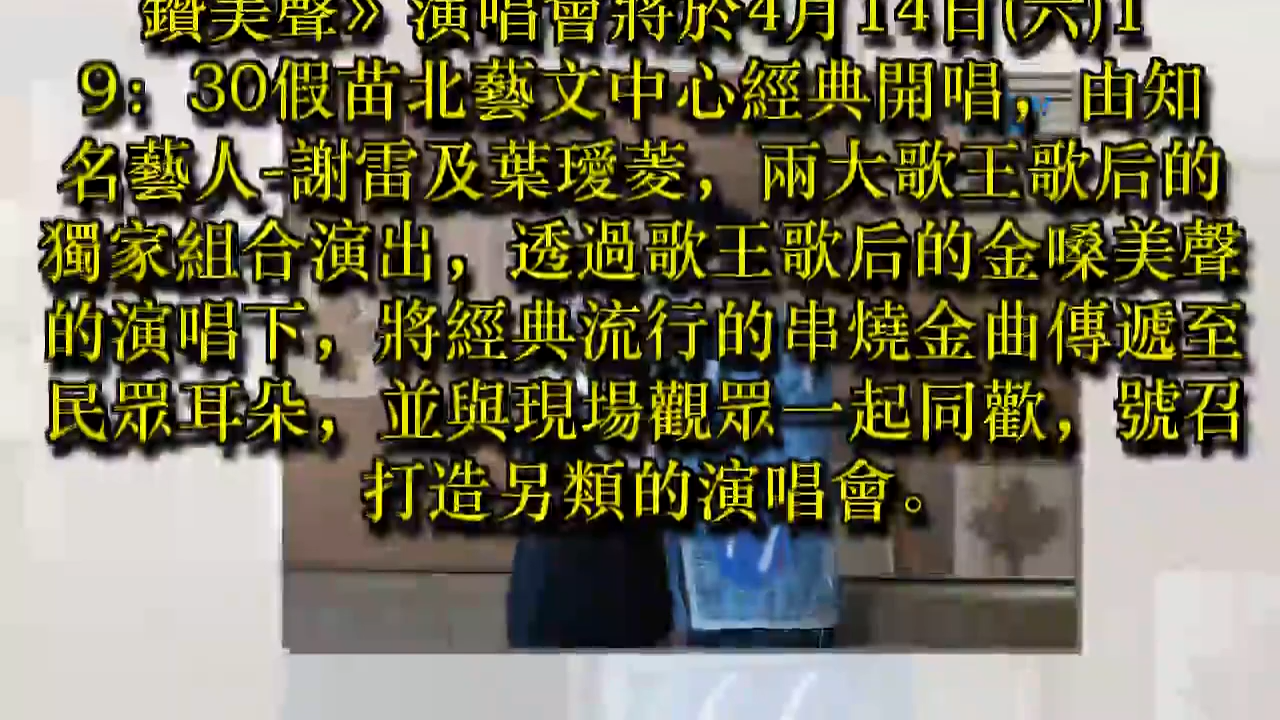 鑽美聲》演唱會將於4月14日(六)1
9：30假苗北藝文中心經典開唱，由知
名藝人-謝雷及葉璦菱，兩大歌王歌后的
獨家組合演出，透過歌王歌后的金嗓美聲
的演唱下，將經典流行的串燒金曲傳遞至
民眾耳朵，並與現場觀眾一起同歡，號召
打造另類的演唱會。